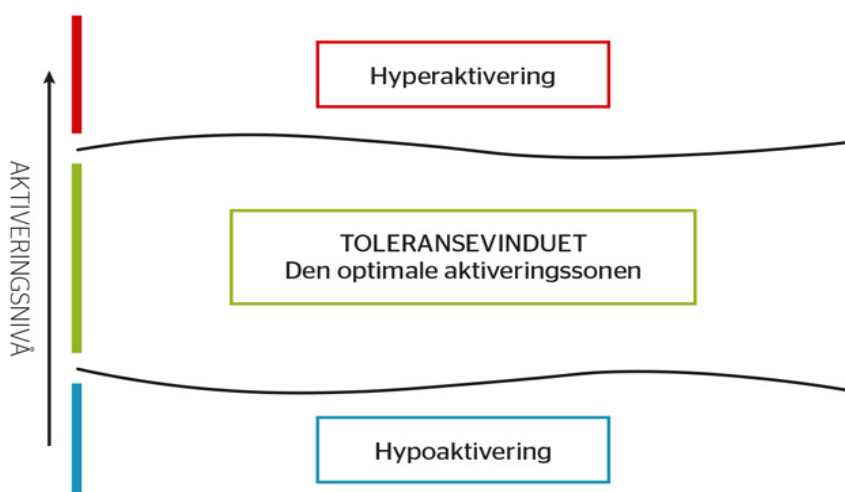 Hyperaktivering
AKTIVERINGSNIVÅ
TOLERANSEVINDUET
Den optimale aktiveringssonen
Hypoaktivering